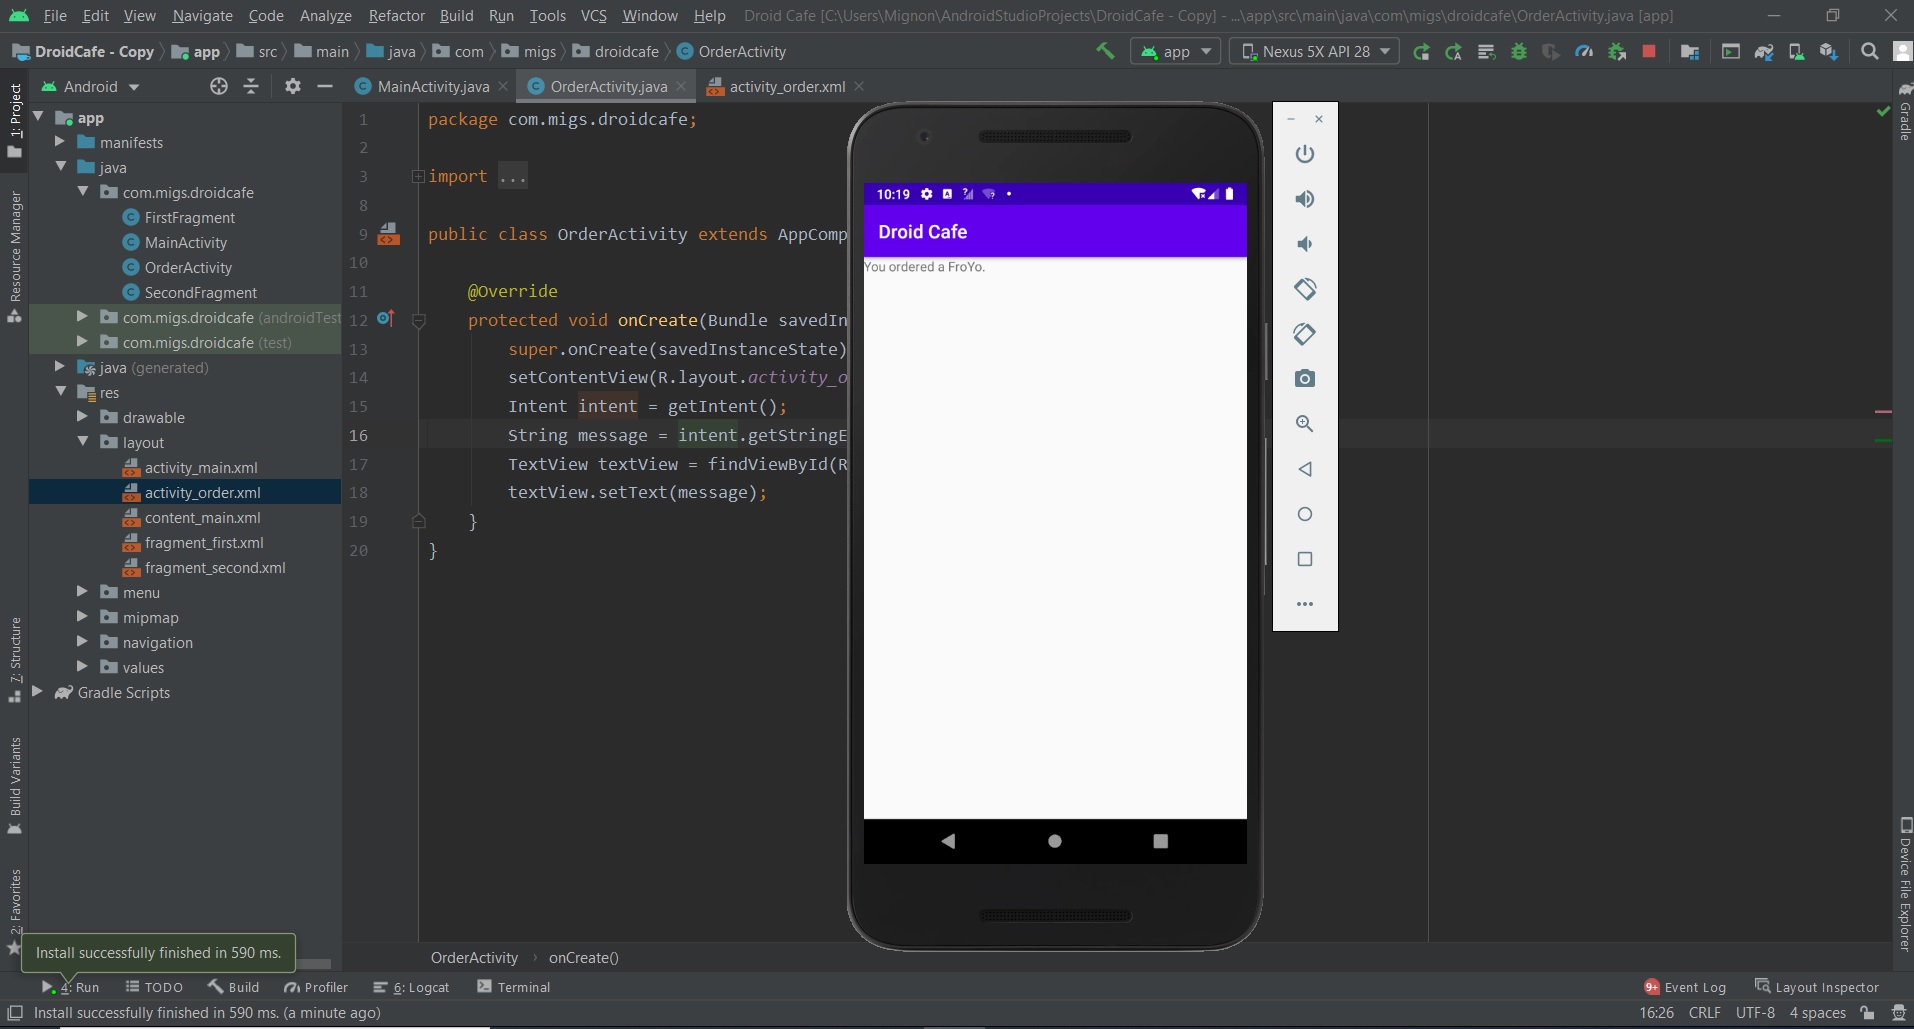 File Edit View Navigate Code Analyze Refactor Build Run Tools VCS Window Help Droid Cafe [C:\Users\Mignon\AndroidStudioProjects\DroidCafe - Copy] - ...\app\src\main\java\com\migs\droidcafe\OrderActivity.java [app]
DroidCafe - Copy app src main java com migs droidcafe OrderActivity app Nexus 5X API 28
Android MainActivity.java OrderActivity.java activity_order.xml
1: Project
Resource Manager
7: Structure
Build Variants
2: Favorites
app
manifests
java
com.migs.droidcafe
FirstFragment
MainActivity
OrderActivity
SecondFragment
com.migs.droidcafe (androidTest
com.migs.droidcafe (test)
java (generated)
res
drawable
layout
activity_main.xml
activity_order.xml
content_main.xml
fragment_first.xml
fragment_second.xml
menu
mipmap
navigation
values
Gradle Scripts
1 package com.migs.droidcafe;
2
3 import ...
8
9 public class OrderActivity extends AppComp
10
11 @Override
12 protected void onCreate(Bundle savedIn
13 super.onCreate(savedInstanceState)
14 setContentView(R.layout.activity_o
15 Intent intent = getIntent();
16 String message = intent.getStringE
17 TextView textView = findViewById(R
18 textView.setText(message);
19 }
20 }
10:19
Droid Cafe
You ordered a FroYo.
Gradle
Device File Explorer
OrderActivity onCreate()
Install successfully finished in 590 ms.
4: Run TODO Build Profiler 6: Logcat Terminal 9+ Event Log Layout Inspector
Install successfully finished in 590 ms. (a minute ago) 16:26 CRLF UTF-8 4 spaces